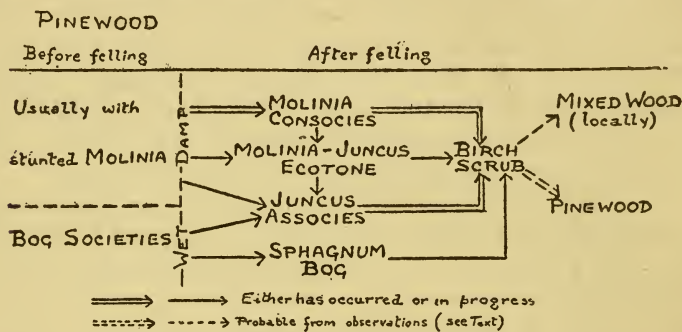 PINEWOOD
Before felling
After felling
Usually with
stunted MOLINIA
BOG SOCIETIES
WET - DAMP
MOLINIA
CONSOCIES
MOLINIA-JUNCUS
ECOTONE
JUNCUS
ASSOCIES
SPHAGNUM
BOG
BIRCH
SCRUB
MIXED WOOD
(locally)
PINEWOOD
Either has occurred or in progress
Probable from observations (see Text)